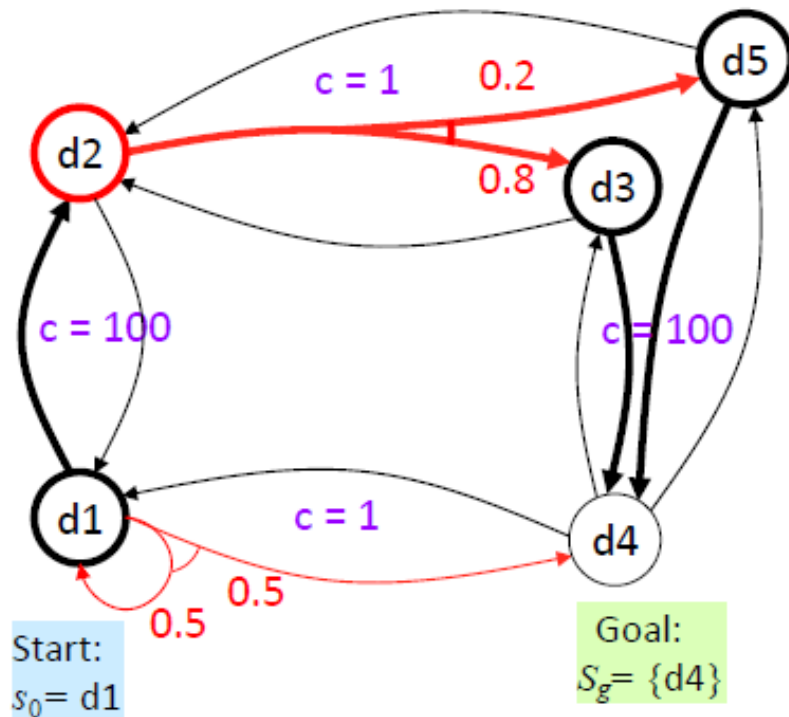 d5
c = 1
0.2
d2
d3
0.8
c = 100
c = 100
d1
c = 1
d4
0.5
0.5
Start:
s₀= d1
Goal:
S_g= {d4}